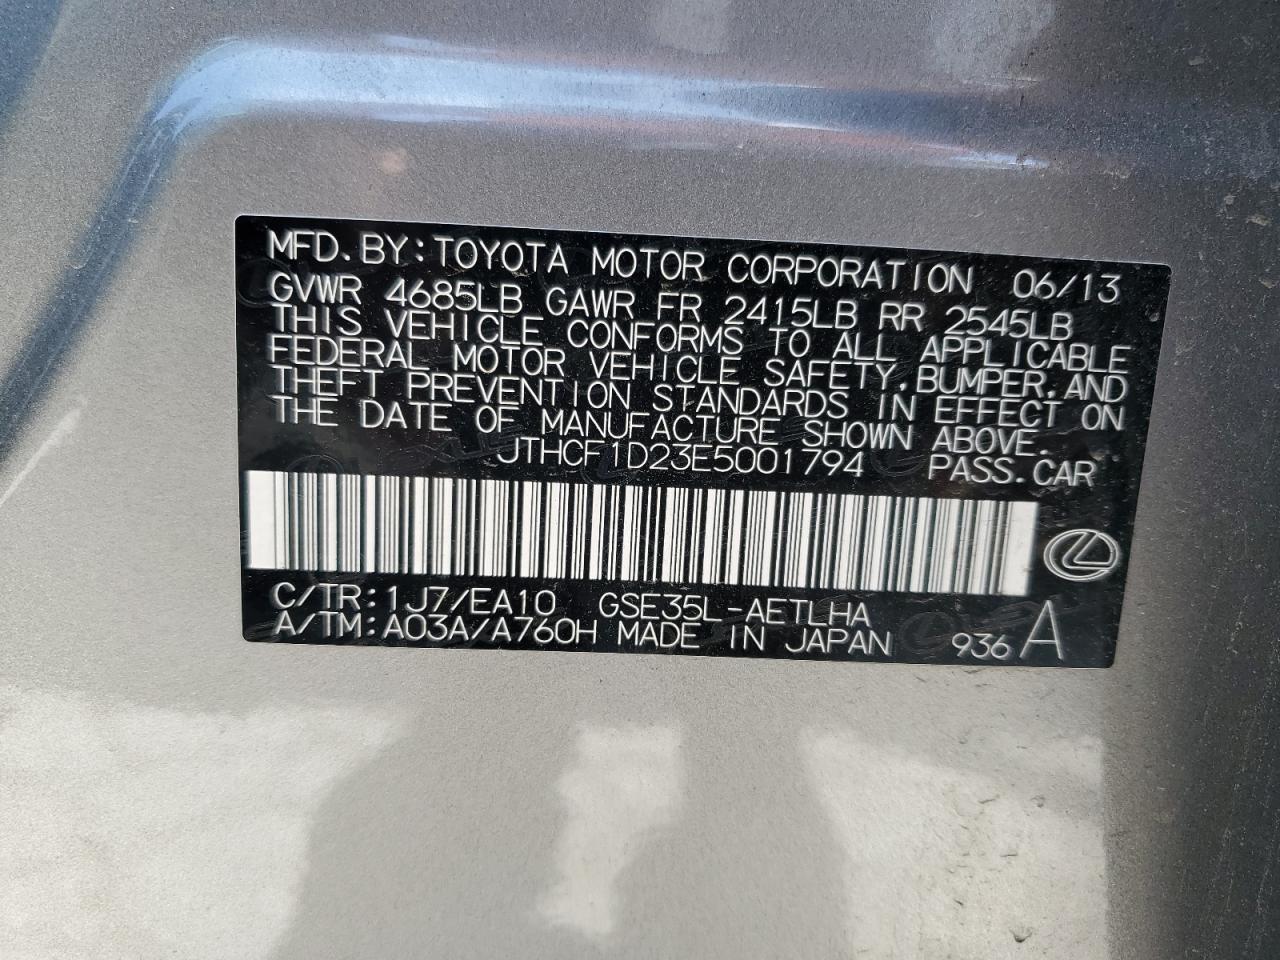 MFD.BY:TOYOTA MOTOR CORPORATION 06/13
GVWR 4685LB GAWR FR 2415LB RR 2545LB
THIS VEHICLE CONFORMS TO ALL APPLICABLE
FEDERAL MOTOR VEHICLE SAFETY,BUMPER,AND
THEFT PREVENTION STANDARDS IN EFFECT ON
THE DATE OF MANUFACTURE SHOWN ABOVE.
JTHCF1D23E5001794 PASS.CAR
C/TR:1J7/EA10 GSE35L-AETLHA
A/TM:A03A/A760H MADE IN JAPAN 936 A